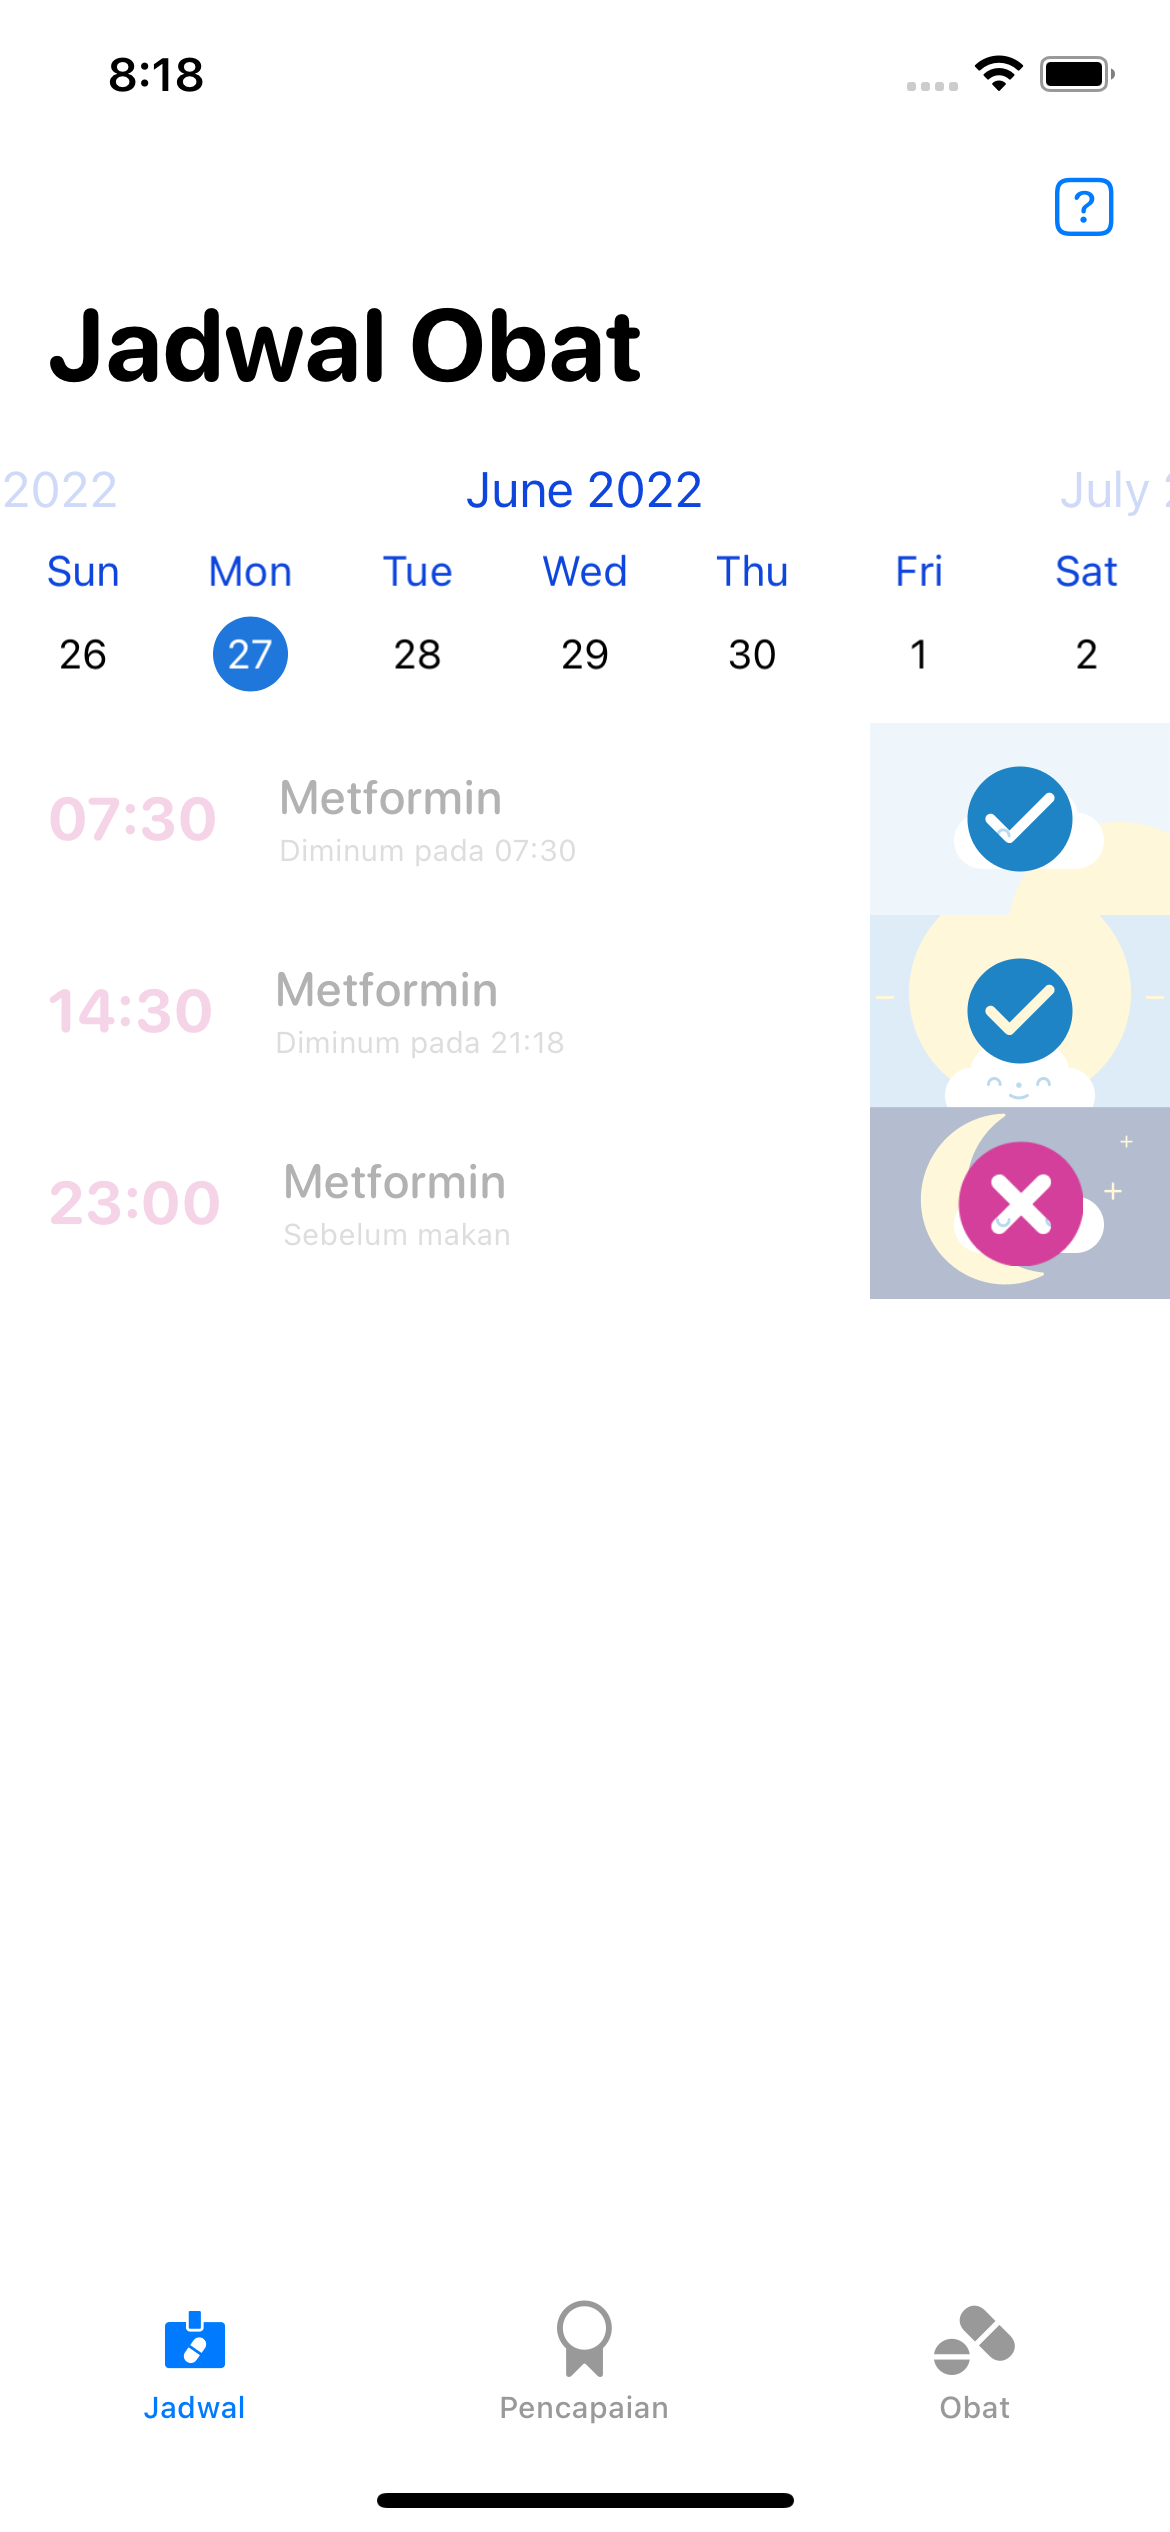 8:18
?
Jadwal Obat
2022 June 2022 July
Sun Mon Tue Wed Thu Fri Sat
26 27 28 29 30 1 2
07:30 Metformin
Diminum pada 07:30
14:30 Metformin
Diminum pada 21:18
23:00 Metformin
Sebelum makan
Jadwal Pencapaian Obat